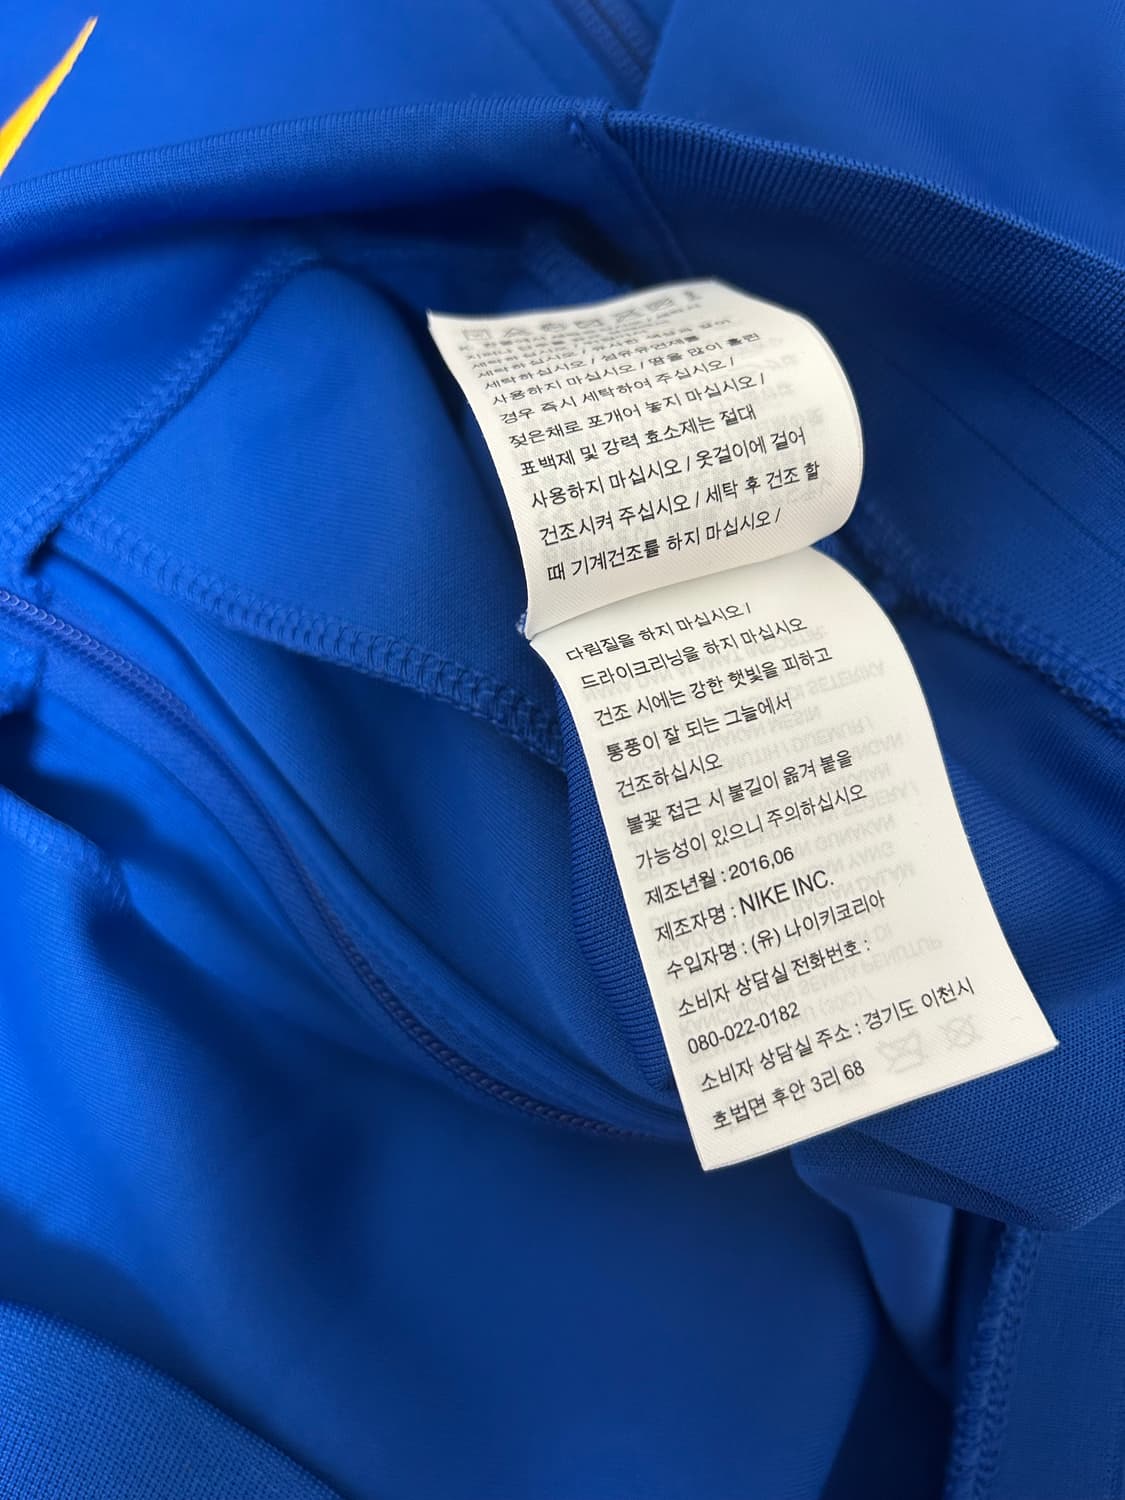 세탁하십시오 / 섬유유연제를
사용하지 마십시오 / 땀을 많이 흘린
경우 즉시 세탁하여 주십시오 /
젖은채로 포개어 놓지 마십시오 /
표백제 및 강력 효소제는 절대
사용하지 마십시오 / 옷걸이에 걸어
건조시켜 주십시오 / 세탁 후 건조 할
때 기계건조를 하지 마십시오 /
다림질을 하지 마십시오 /
드라이크리닝을 하지 마십시오
건조 시에는 강한 햇빛을 피하고
통풍이 잘 되는 그늘에서
건조하십시오
불꽃 접근 시 불길이 옮겨 붙을
가능성이 있으니 주의하십시오
제조년월 : 2016,06
제조자명 : NIKE INC.
수입자명 : (유) 나이키코리아
소비자 상담실 전화번호 :
080-022-0182
소비자 상담실 주소 : 경기도 이천시
호법면 후안 3리 68